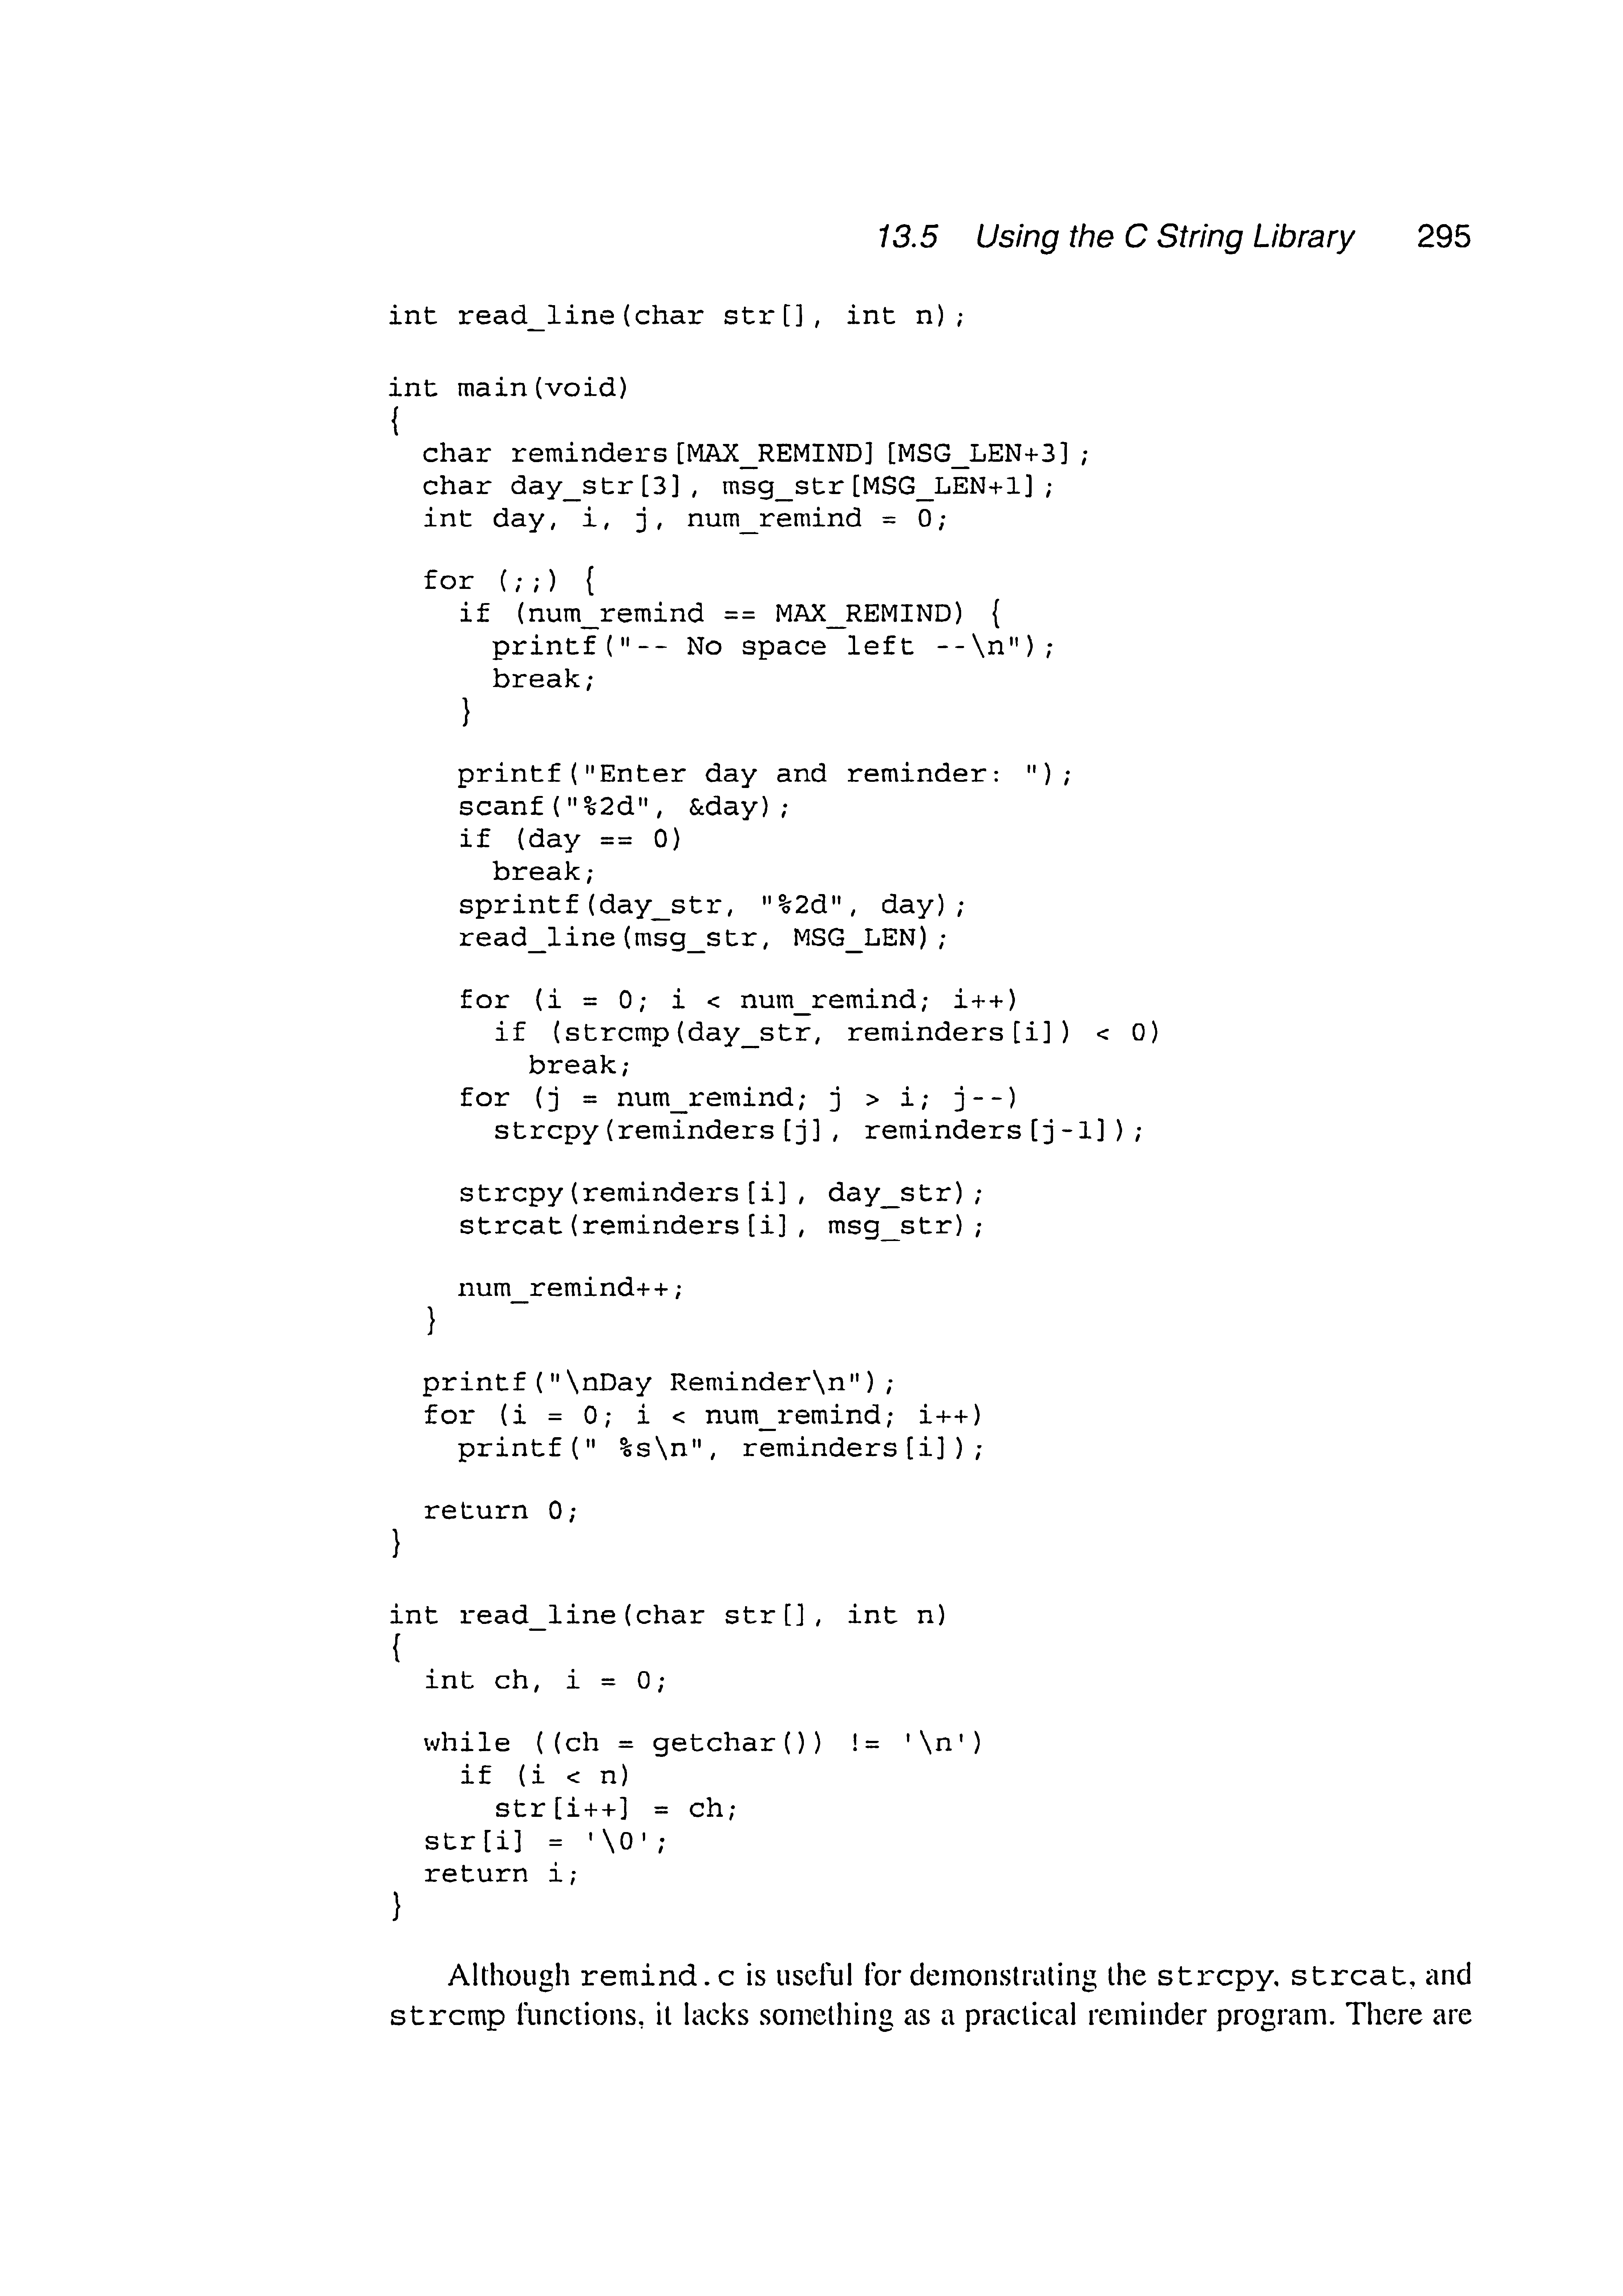 13.5 Using the C String Library 295
int read_line(char str[], int n);
int main(void)
{
  char reminders[MAX_REMIND][MSG_LEN+3];
  char day_str[3], msg_str[MSG_LEN+1];
  int day, i, j, num_remind = 0;
  for (;;) {
    if (num_remind == MAX_REMIND) {
      printf("-- No space left --\n");
      break;
    }
    printf("Enter day and reminder: ");
    scanf("%2d", &day);
    if (day == 0)
      break;
    sprintf(day_str, "%2d", day);
    read_line(msg_str, MSG_LEN);
    for (i = 0; i < num_remind; i++)
      if (strcmp(day_str, reminders[i]) < 0)
        break;
    for (j = num_remind; j > i; j--)
      strcpy(reminders[j], reminders[j-1]);
    strcpy(reminders[i], day_str);
    strcat(reminders[i], msg_str);
    num_remind++;
  }
  printf("\nDay Reminder\n");
  for (i = 0; i < num_remind; i++)
    printf(" %s\n", reminders[i]);
  return 0;
}
int read_line(char str[], int n)
{
  int ch, i = 0;
  while ((ch = getchar()) != '\n')
    if (i < n)
      str[i++] = ch;
  str[i] = '\0';
  return i;
}
Although remind.c is useful for demonstrating the strcpy, strcat, and
strcmp functions, it lacks something as a practical reminder program. There are